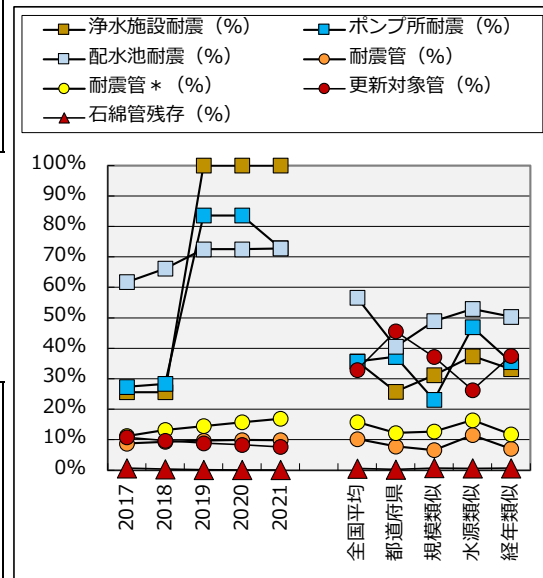 浄水施設耐震（%） ポンプ所耐震（%）
配水池耐震（%） 耐震管（%）
耐震管＊（%） 更新対象管（%）
石綿管残存（%）
100%
90%
80%
70%
60%
50%
40%
30%
20%
10%
0%
2017
2018
2019
2020
2021
全国平均
都道府県
規模類似
水源類似
経年類似